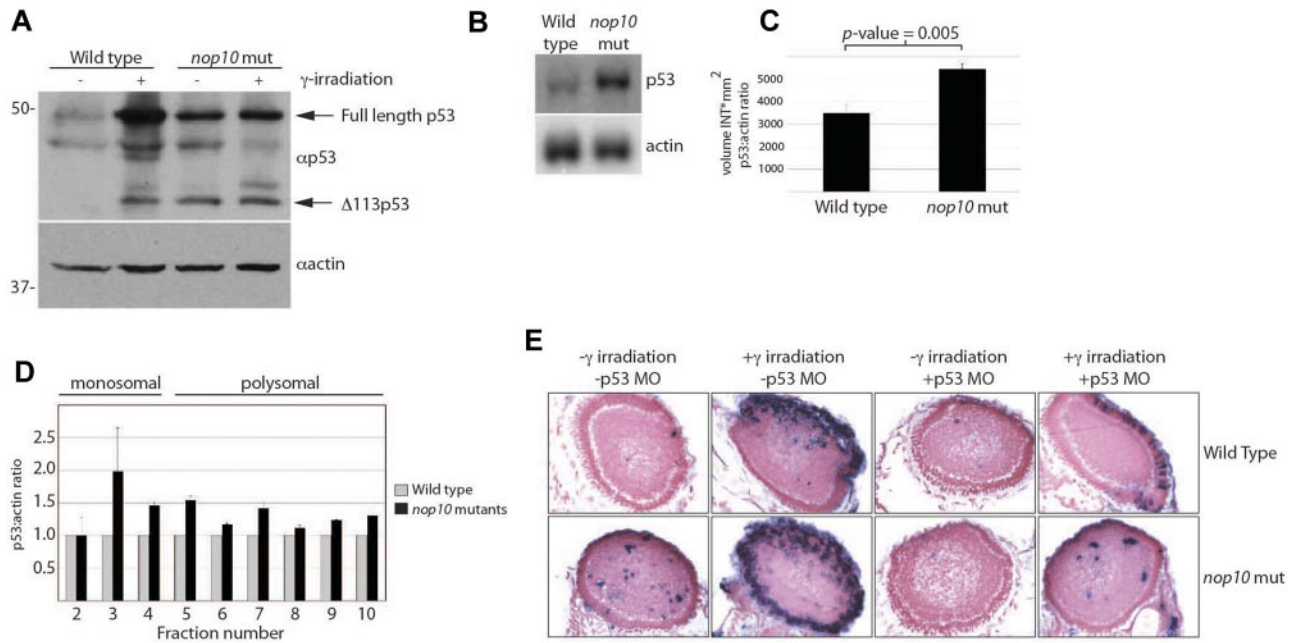 A
Wild type
nop10 mut
-
+
-
+
γ-irradiation
50-
Full length p53
αp53
Δ113p53
αactin
37-
B
Wild type
nop10 mut
p53
actin
C
p-value = 0.005
volume INT*mm2
p53:actin ratio
5000
4000
3000
2000
1000
Wild type
nop10 mut
D
monosomal
polysomal
p53:actin ratio
2.5
2.0
1.5
1.0
0.5
2 3 4 5 6 7 8 9 10
Fraction number
Wild type
nop10 mutants
E
-γ irradiation
-p53 MO
+γ irradiation
-p53 MO
-γ irradiation
+p53 MO
+γ irradiation
+p53 MO
Wild Type
nop10 mut